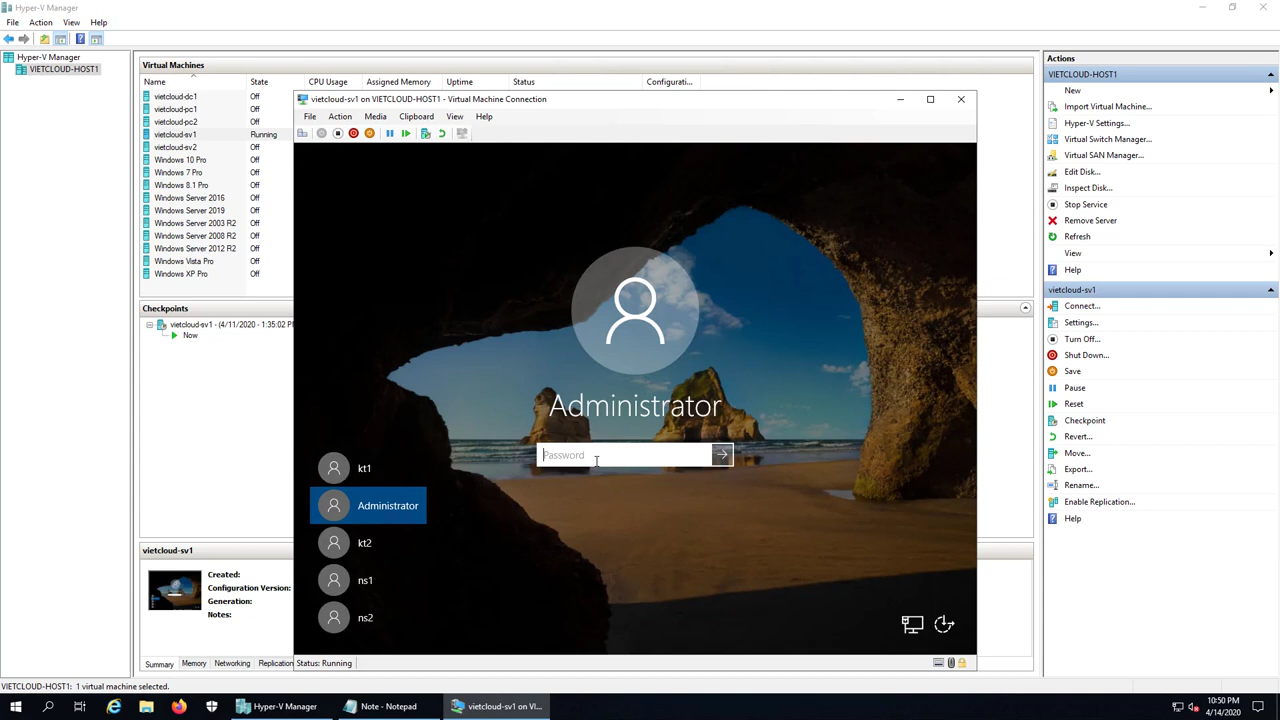 Hyper-V Manager
File Action View Help
Hyper-V Manager
VIETCLOUD-HOST1
Virtual Machines
Name State CPU Usage Assigned Memory Uptime Status Configurati...
vietcloud-dc1 Off
vietcloud-pc1 Off
vietcloud-pc2 Off
vietcloud-sv1 Running
vietcloud-sv2 Off
Windows 10 Pro Off
Windows 7 Pro Off
Windows 8.1 Pro Off
Windows Server 2016 Off
Windows Server 2019 Off
Windows Server 2003 R2 Off
Windows Server 2008 R2 Off
Windows Server 2012 R2 Off
Windows Vista Pro Off
Windows XP Pro Off
Checkpoints
vietcloud-sv1 - (4/11/2020 - 1:35:02 P
Now
vietcloud-sv1
Created:
Configuration Version:
Generation:
Notes:
Summary Memory Networking Replication
vietcloud-sv1 on VIETCLOUD-HOST1 - Virtual Machine Connection
File Action Media Clipboard View Help
Administrator
Password
kt1
Administrator
kt2
ns1
ns2
Status: Running
Actions
VIETCLOUD-HOST1
New
Import Virtual Machine...
Hyper-V Settings...
Virtual Switch Manager...
Virtual SAN Manager...
Edit Disk...
Inspect Disk...
Stop Service
Remove Server
Refresh
View
Help
vietcloud-sv1
Connect...
Settings...
Turn Off...
Shut Down...
Save
Pause
Reset
Checkpoint
Revert...
Move...
Export...
Rename...
Enable Replication...
Help
VIETCLOUD-HOST1: 1 virtual machine selected.
Hyper-V Manager
Note - Notepad
vietcloud-sv1 on VI...
10:50 PM
4/14/2020